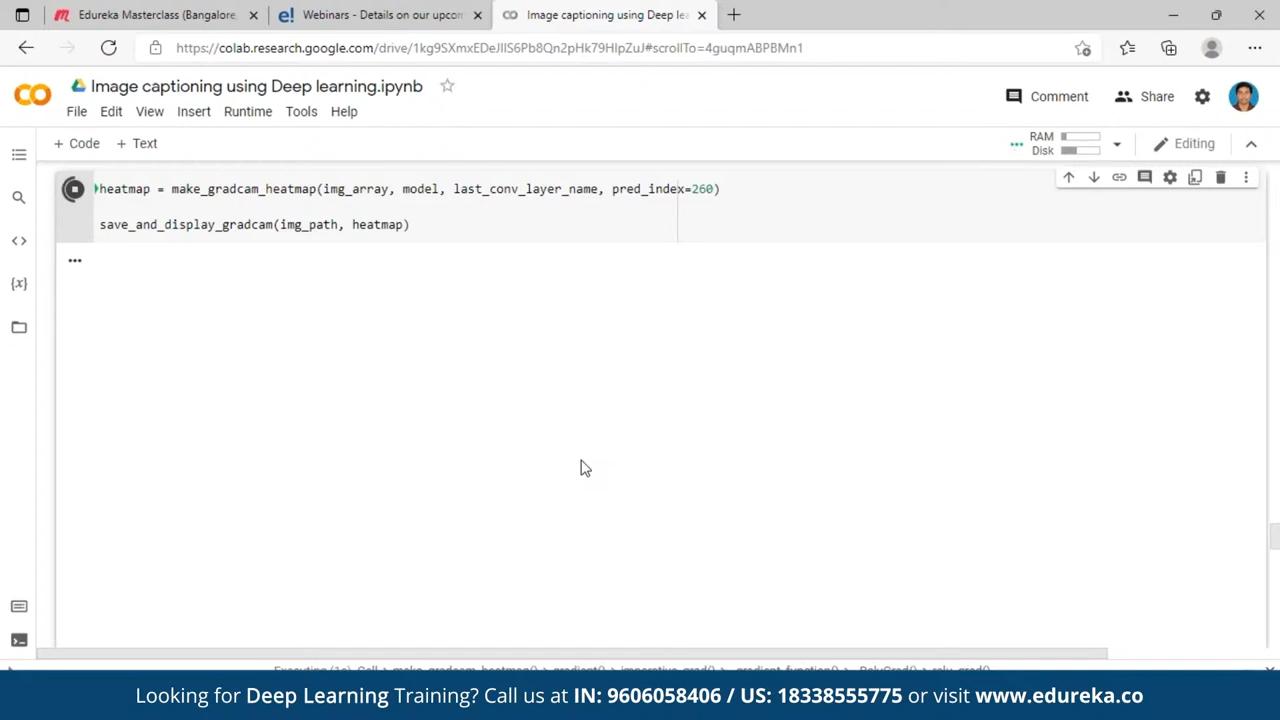 Edureka Masterclass (Bangalore,
Webinars - Details on our upcom
Image captioning using Deep lea
https://colab.research.google.com/drive/1kg9SXmxEDeJIlS6Pb8Qn2pHk79HlpZuJ#scrollTo=4guqmABPBMn1
Image captioning using Deep learning.ipynb
Comment
Share
File Edit View Insert Runtime Tools Help
+ Code + Text
RAM
Disk
Editing
heatmap = make_gradcam_heatmap(img_array, model, last_conv_layer_name, pred_index=260)
save_and_display_gradcam(img_path, heatmap)
Looking for Deep Learning Training? Call us at IN: 9606058406 / US: 18338555775 or visit www.edureka.co